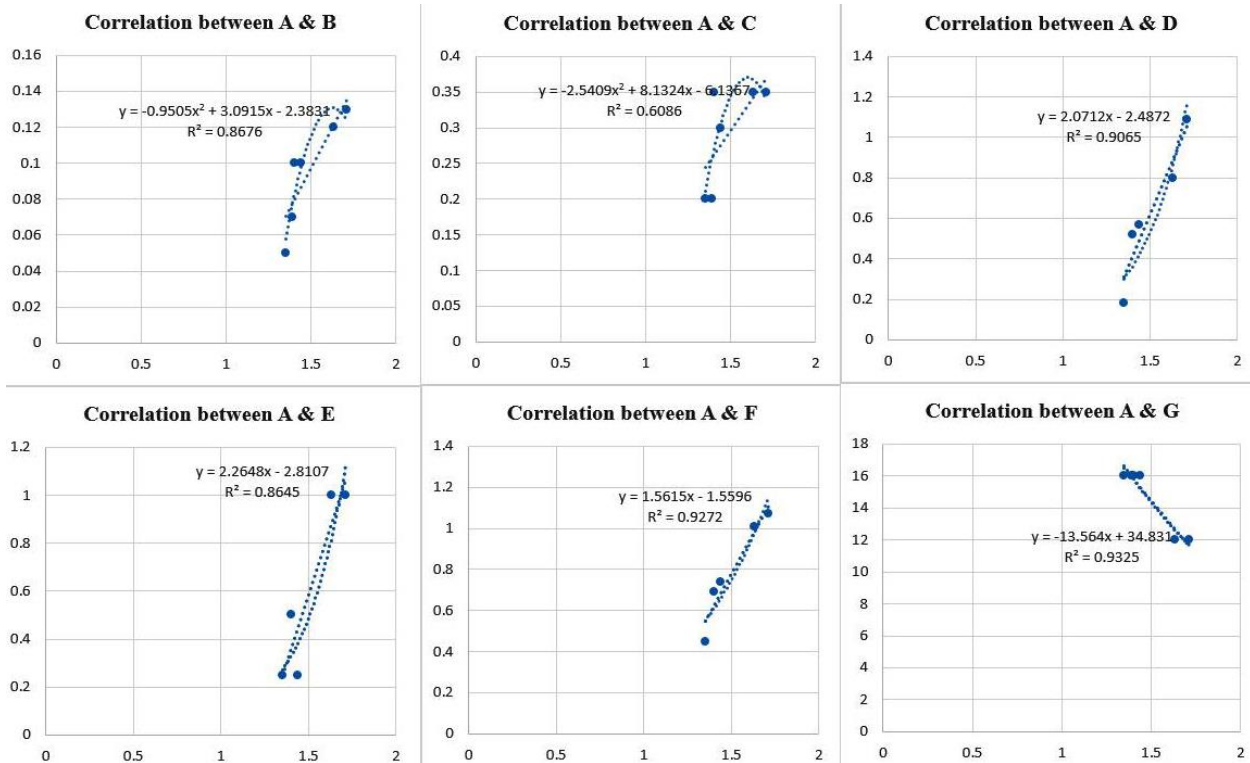 Correlation between A & B
0.16
0.14
0.12
0.1
0.08
0.06
0.04
0.02
0
y = -0.9505x² + 3.0915x - 2.3833
R² = 0.8676
0 0.5 1 1.5 2
Correlation between A & C
0.4
0.35
0.3
0.25
0.2
0.15
0.1
0.05
0
y = -2.5409x² + 8.1324x - 6.1367
R² = 0.6086
0 0.5 1 1.5 2
Correlation between A & D
1.4
1.2
1
0.8
0.6
0.4
0.2
0
y = 2.0712x - 2.4872
R² = 0.9065
0 0.5 1 1.5 2
Correlation between A & E
1.2
1
0.8
0.6
0.4
0.2
0
y = 2.2648x - 2.8107
R² = 0.8645
0 0.5 1 1.5 2
Correlation between A & F
1.4
1.2
1
0.8
0.6
0.4
0.2
0
y = 1.5615x - 1.5596
R² = 0.9272
0 0.5 1 1.5 2
Correlation between A & G
18
16
14
12
10
8
6
4
2
0
y = -13.564x + 34.831
R² = 0.9325
0 0.5 1 1.5 2